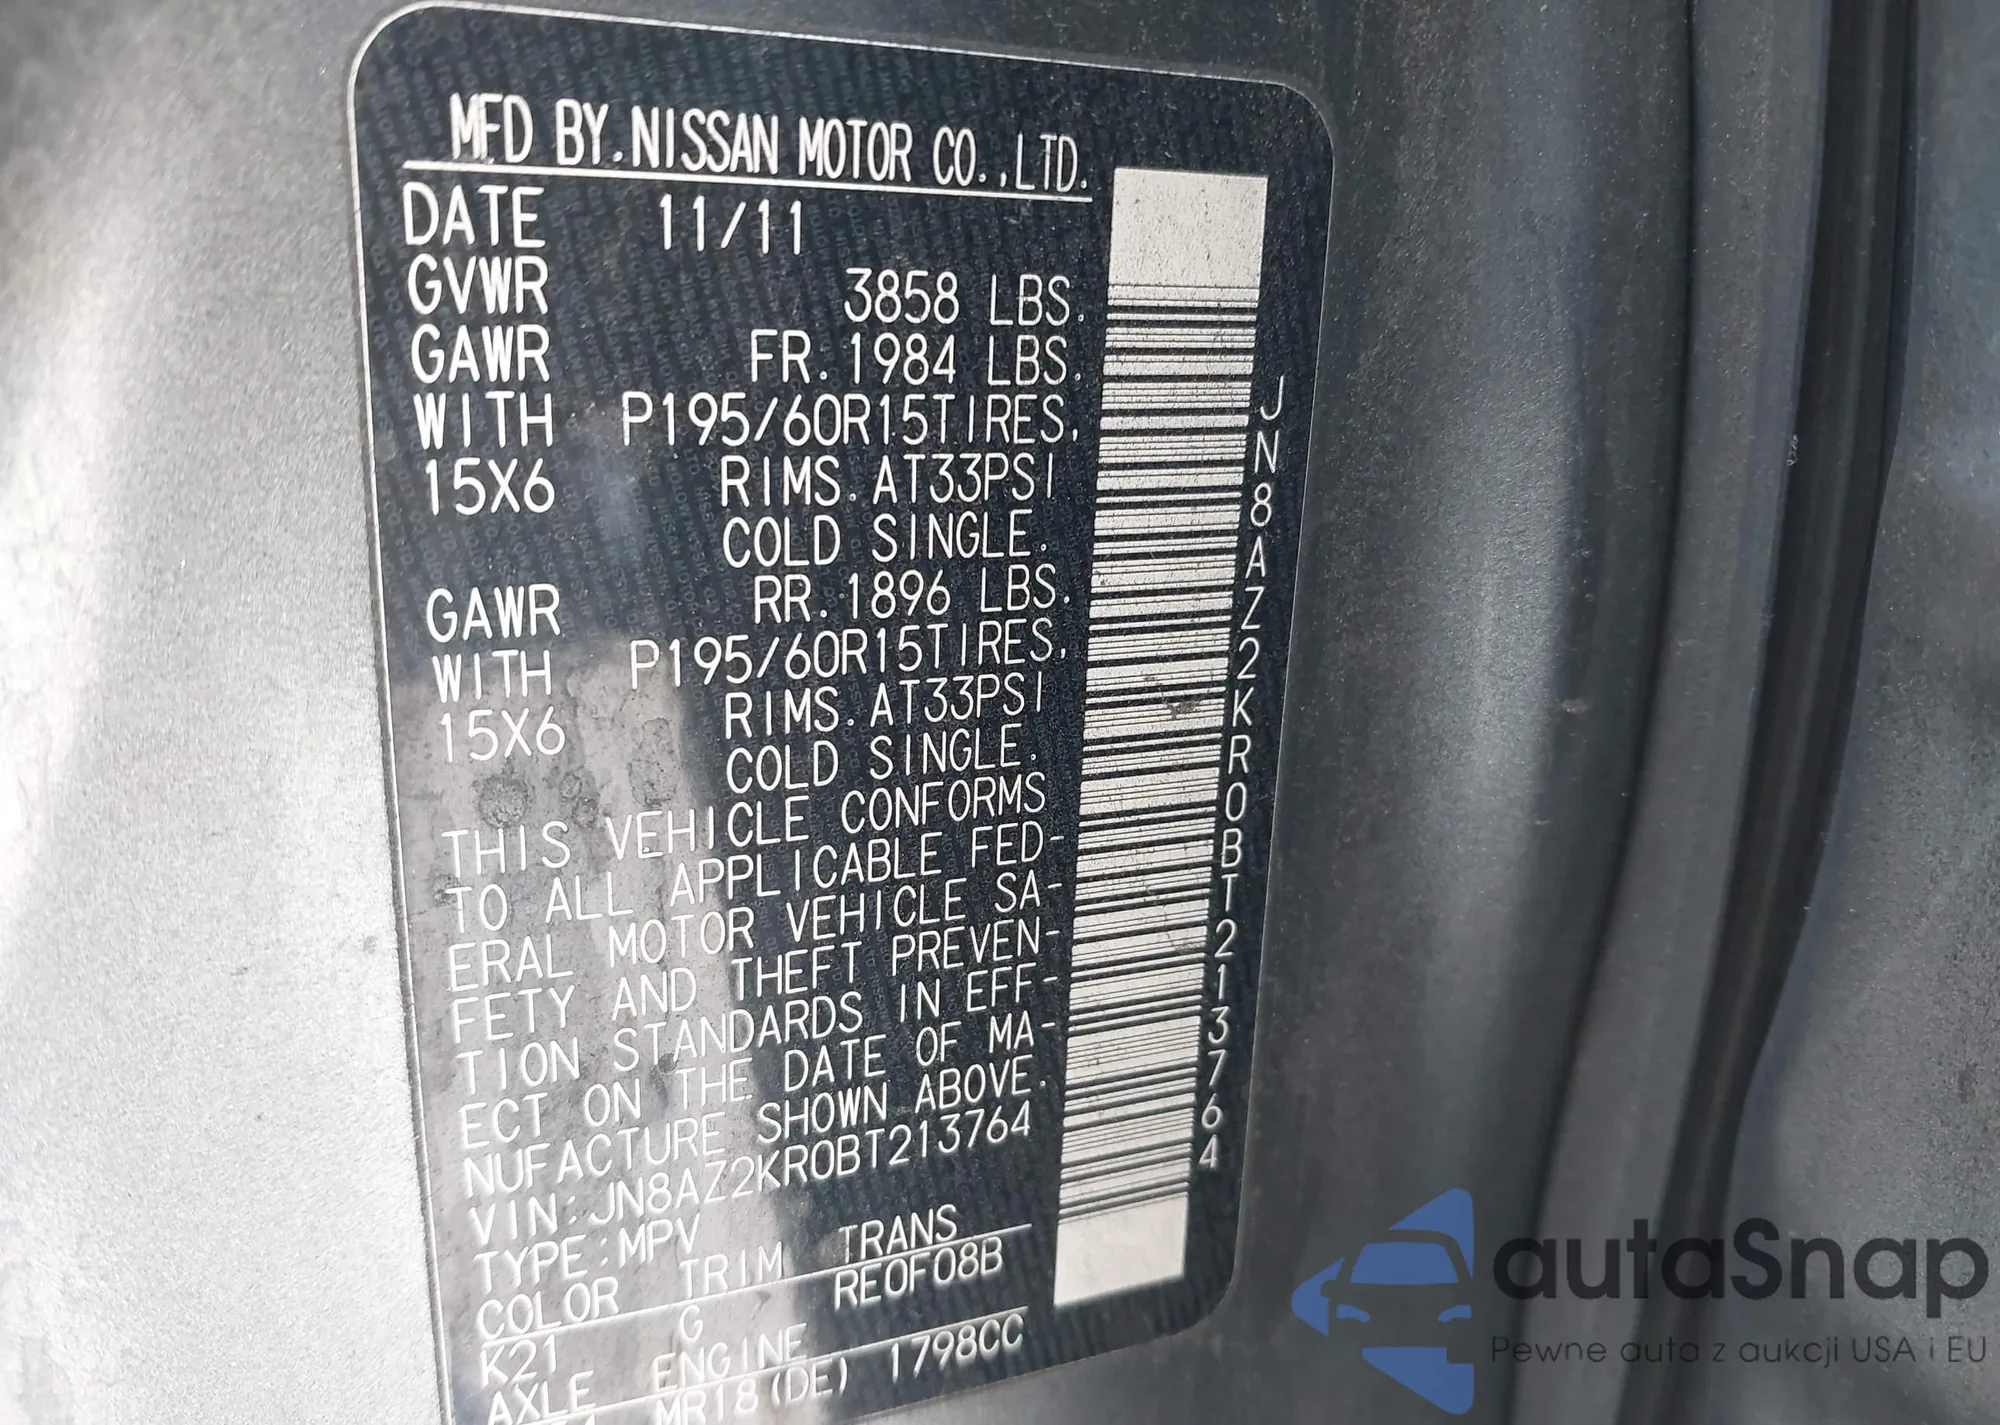 MFD BY.NISSAN MOTOR CO.,LTD.
DATE 11/11
GVWR 3858 LBS.
GAWR FR. 1984 LBS.
WITH P195/60R15TIRES,
15X6 RIMS. AT33PSI
COLD SINGLE.
GAWR RR. 1896 LBS.
WITH P195/60R15TIRES,
15X6 RIMS. AT33PSI
COLD SINGLE.
THIS VEHICLE CONFORMS
TO ALL APPLICABLE FED-
ERAL MOTOR VEHICLE SA-
FETY AND THEFT PREVEN-
TION STANDARDS IN EFF-
ECT ON THE DATE OF MA-
NUFACTURE SHOWN ABOVE.
VIN:JN8AZ2KR0BT213764
TYPE:MPV
COLOR TRIM TRANS
K21 G RE0F08B
AXLE ENGINE
MR18(DE) 1798CC
JN8AZ2KR0BT213764
autaSnap
Pewne auta z aukcji USA i EU